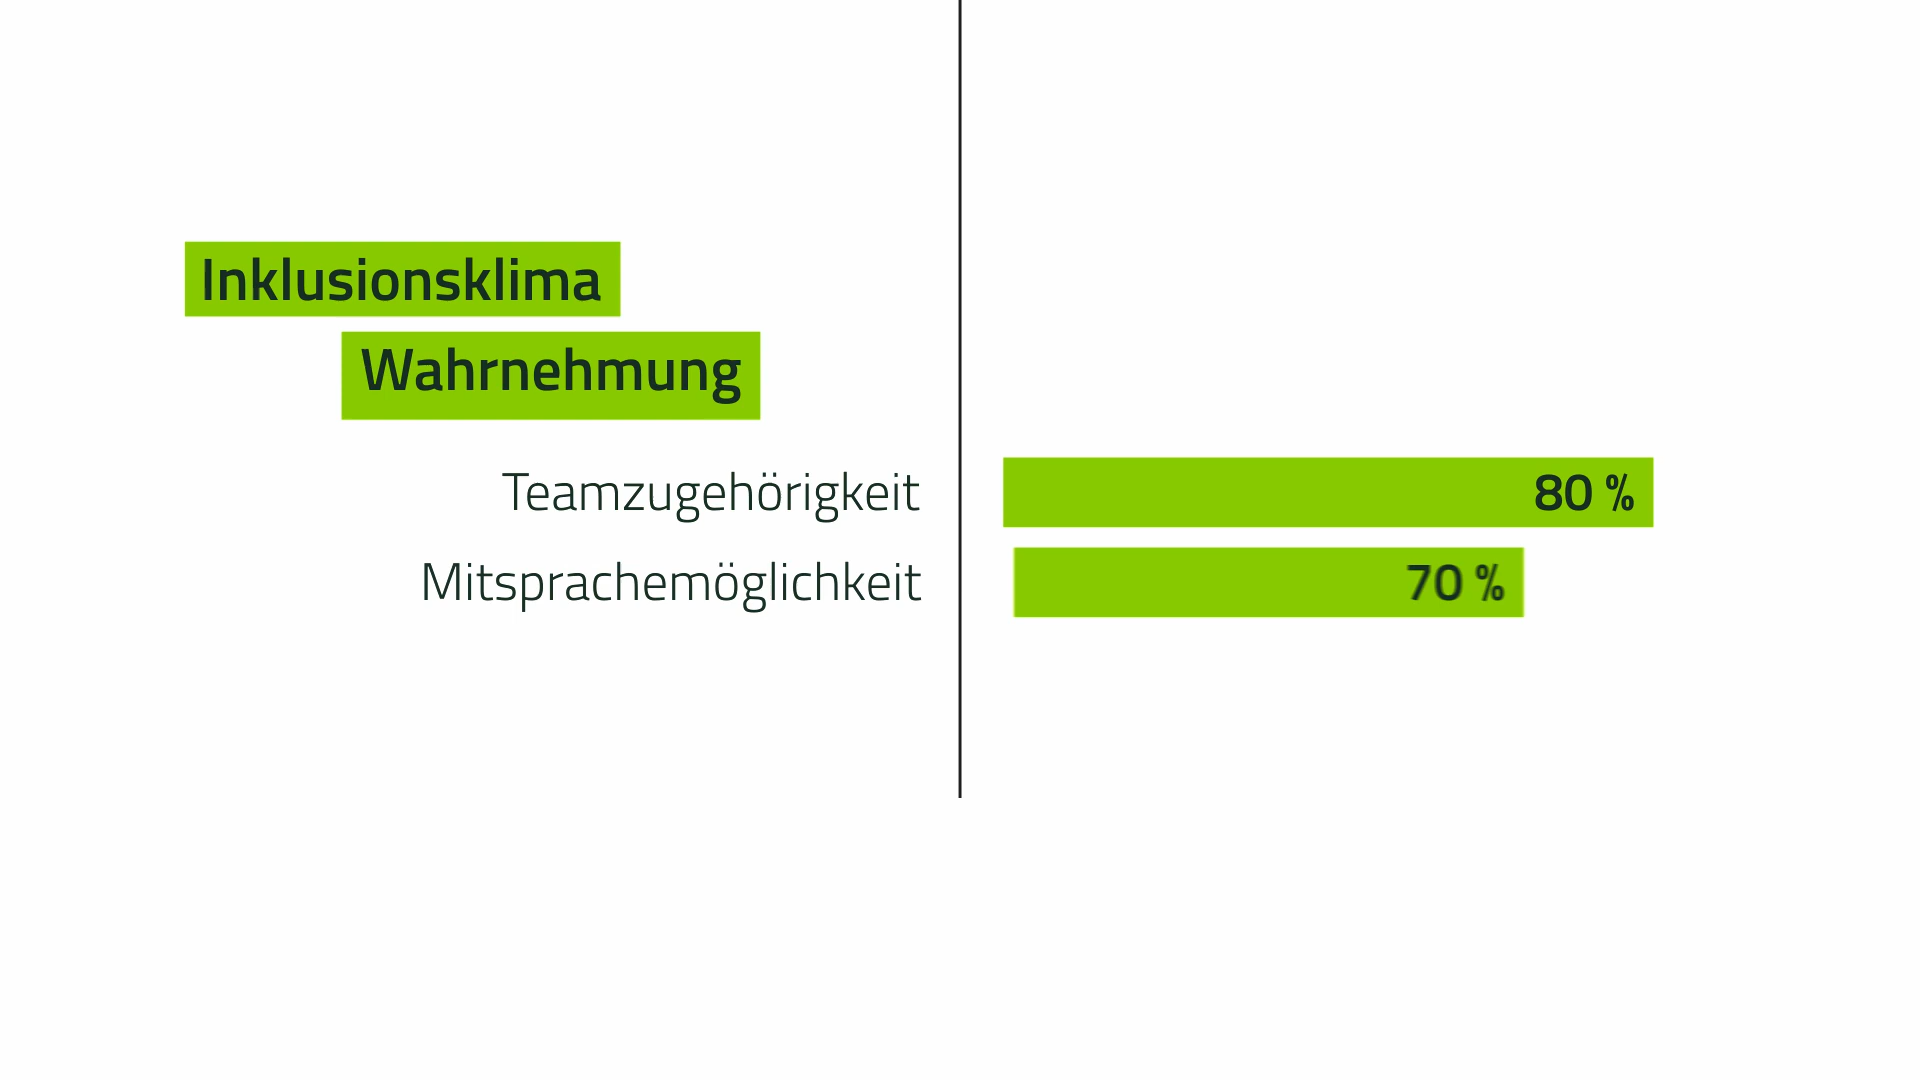 Inklusionsklima
Wahrnehmung
Teamzugehörigkeit 80 %
Mitsprachemöglichkeit 70 %